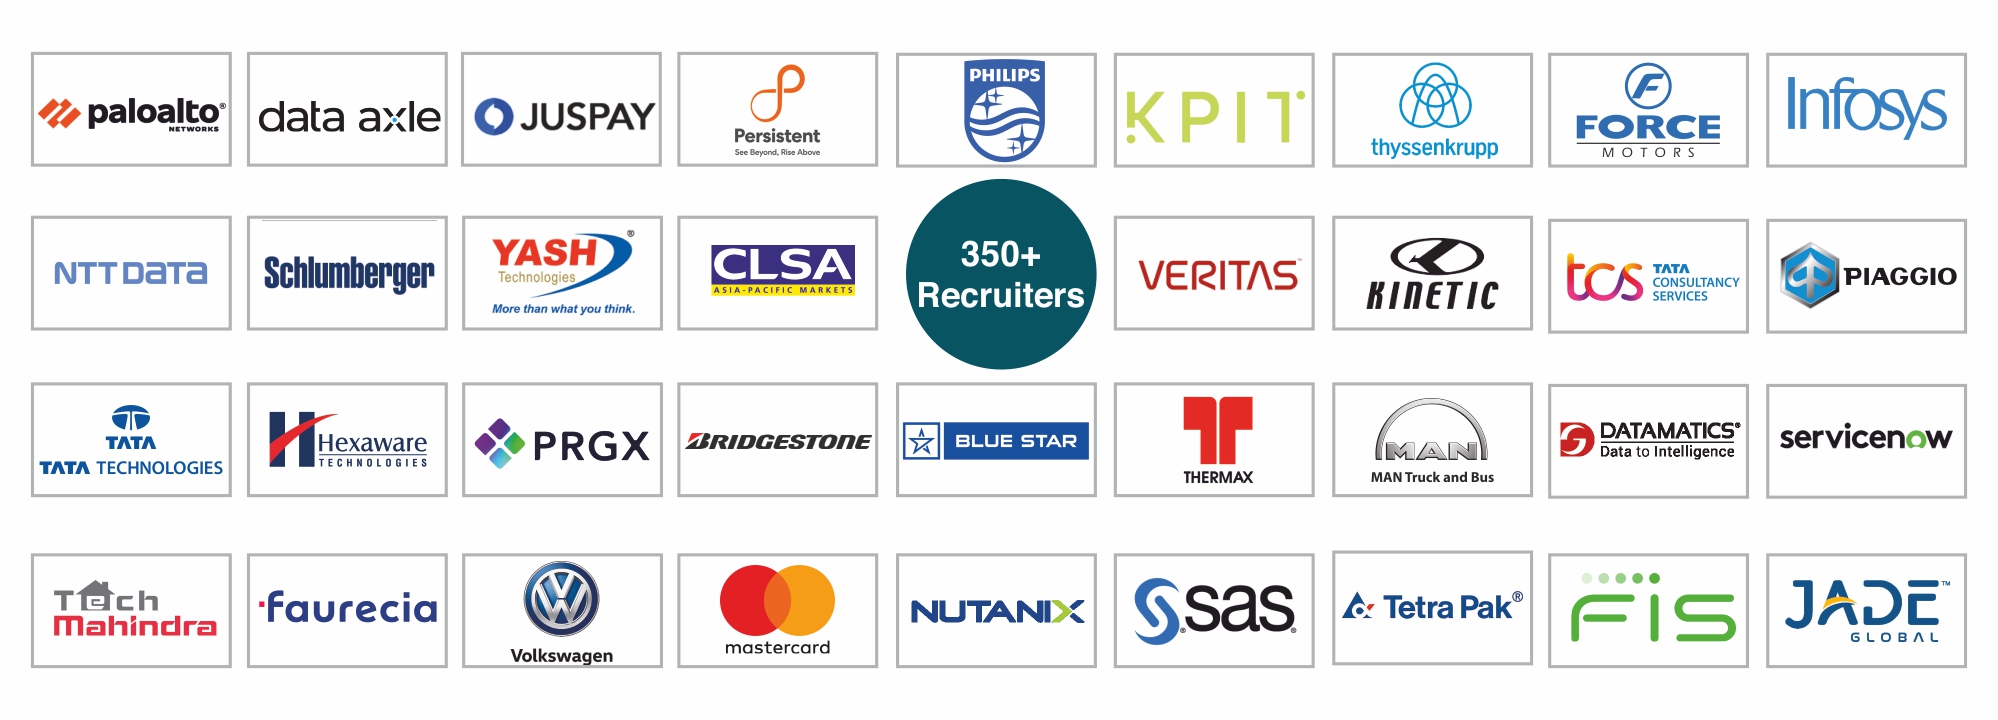 paloalto®
NETWORKS
data axle
JUSPAY
Persistent
See Beyond, Rise Above
PHILIPS
KPIT
thyssenkrupp
F
FORCE
MOTORS
Infosys
NTT DATA
Schlumberger
YASH®
Technologies
More than what you think.
CLSA
ASIA-PACIFIC MARKETS
350+
Recruiters
VERITAS™
KINETIC
tcs
TATA
CONSULTANCY
SERVICES
PIAGGIO
TATA
TATA TECHNOLOGIES
H
Hexaware
TECHNOLOGIES
PRGX
BRIDGESTONE
BLUE STAR
THERMAX
MAN
MAN Truck and Bus
DATAMATICS®
Data to Intelligence
servicenow
Tech
Mahindra
faurecia
VW
Volkswagen
mastercard
NUTANIX
sas®
Tetra Pak®
FIS
JADE™
GLOBAL